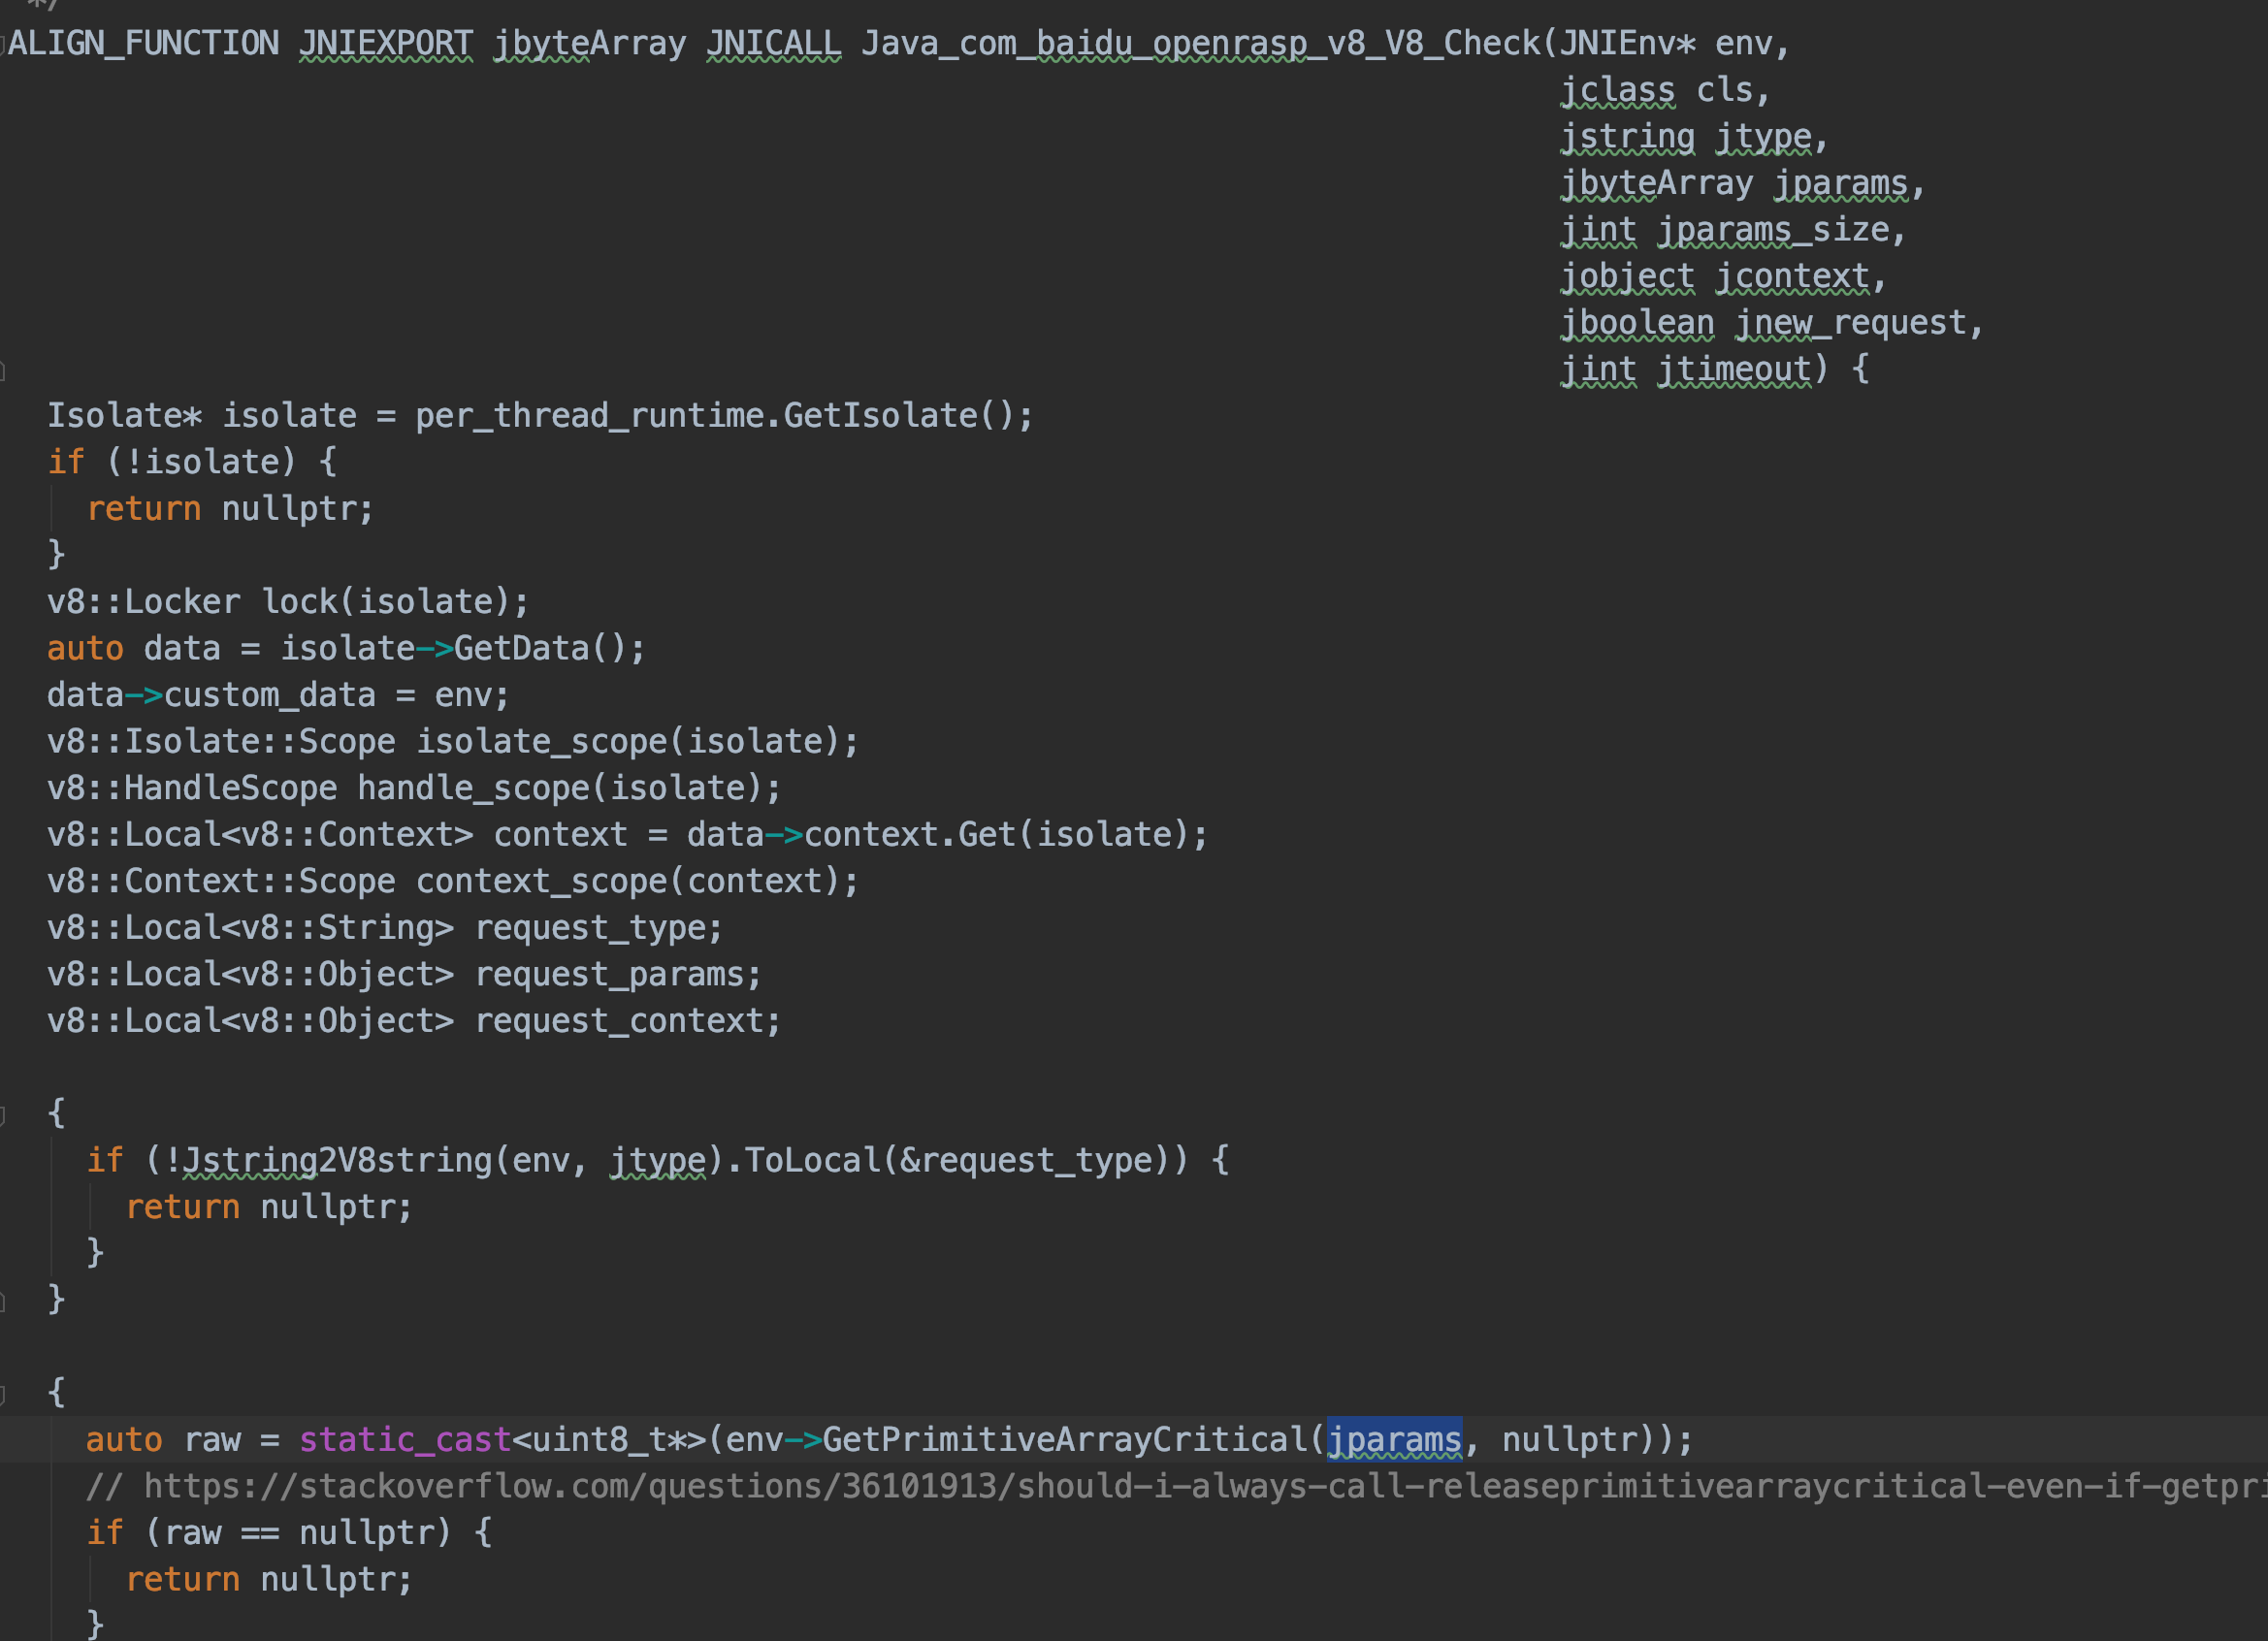 */
ALIGN_FUNCTION JNIEXPORT jbyteArray JNICALL Java_com_baidu_openrasp_v8_V8_Check(JNIEnv* env,
jclass cls,
jstring jtype,
jbyteArray jparams,
jint jparams_size,
jobject jcontext,
jboolean jnew_request,
jint jtimeout) {
Isolate* isolate = per_thread_runtime.GetIsolate();
if (!isolate) {
return nullptr;
}
v8::Locker lock(isolate);
auto data = isolate->GetData();
data->custom_data = env;
v8::Isolate::Scope isolate_scope(isolate);
v8::HandleScope handle_scope(isolate);
v8::Local<v8::Context> context = data->context.Get(isolate);
v8::Context::Scope context_scope(context);
v8::Local<v8::String> request_type;
v8::Local<v8::Object> request_params;
v8::Local<v8::Object> request_context;
{
if (!Jstring2V8string(env, jtype).ToLocal(&request_type)) {
return nullptr;
}
}
{
auto raw = static_cast<uint8_t*>(env->GetPrimitiveArrayCritical(jparams, nullptr));
// https://stackoverflow.com/questions/36101913/should-i-always-call-releaseprimitivearraycritical-even-if-getpri
if (raw == nullptr) {
return nullptr;
}